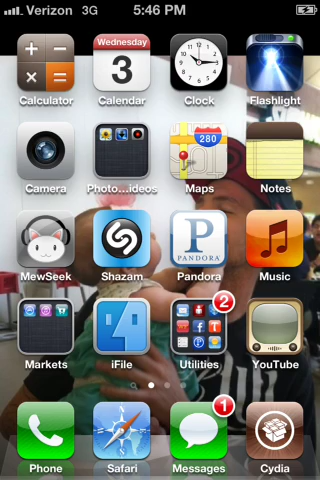 Verizon 3G 5:46 PM
Wednesday
3
280
Calculator Calendar Clock Flashlight
Camera Photo...ideos Maps Notes
P
PANDORA
MewSeek Shazam Pandora Music
2
Markets iFile Utilities YouTube
1
Phone Safari Messages Cydia